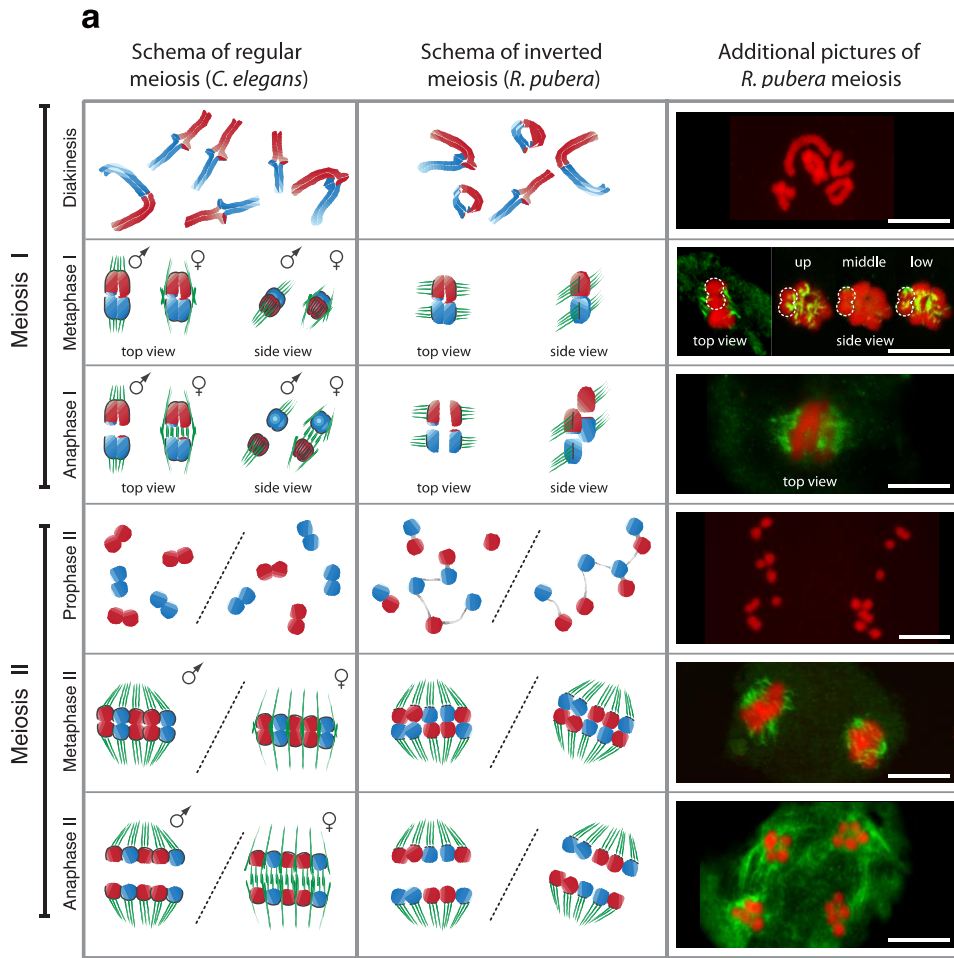 a
Schema of regular
meiosis (C. elegans)
Schema of inverted
meiosis (R. pubera)
Additional pictures of
R. pubera meiosis
Meiosis I
Diakinesis
Metaphase I
♂
♀
♂
♀
top view
side view
top view
side view
up
middle
low
top view
side view
Anaphase I
♂
♀
♂
♀
top view
side view
top view
side view
top view
Meiosis II
Prophase II
Metaphase II
♂
♀
Anaphase II
♂
♀